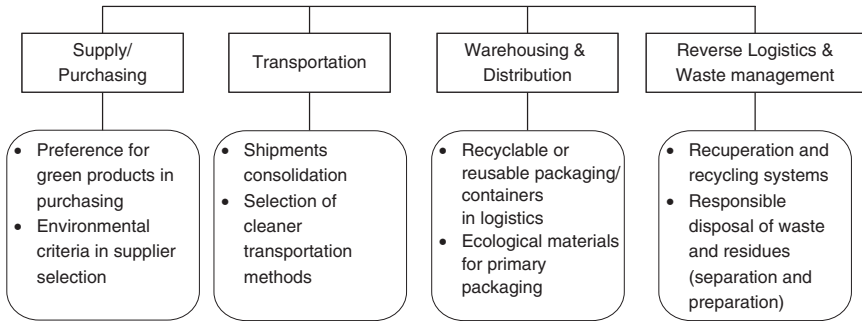 Supply/
Purchasing
Transportation
Warehousing &
Distribution
Reverse Logistics &
Waste management
• Preference for
green products in
purchasing
• Environmental
criteria in supplier
selection
• Shipments
consolidation
• Selection of
cleaner
transportation
methods
• Recyclable or
reusable packaging/
containers
in logistics
• Ecological materials
for primary
packaging
• Recuperation and
recycling systems
• Responsible
disposal of waste
and residues
(separation and
preparation)